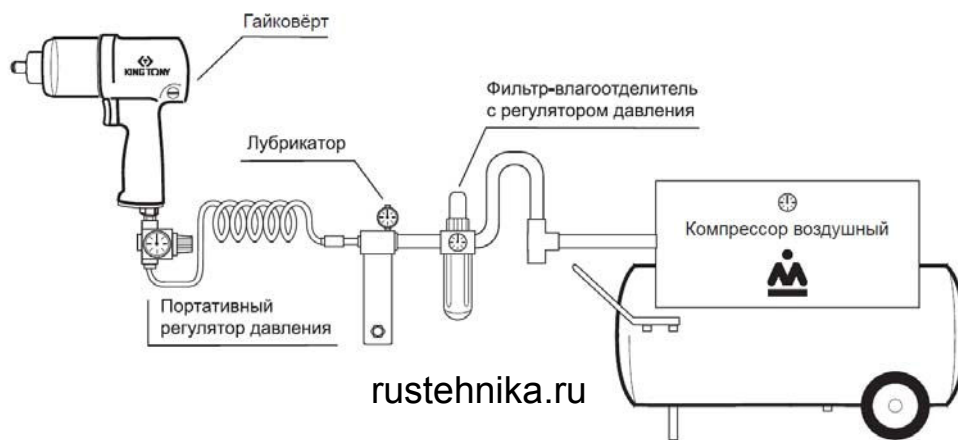 Гайковёрт
KING TONY
Фильтр-влагоотделитель
с регулятором давления
Лубрикатор
Компрессор воздушный
Портативный
регулятор давления
rustehnika.ru